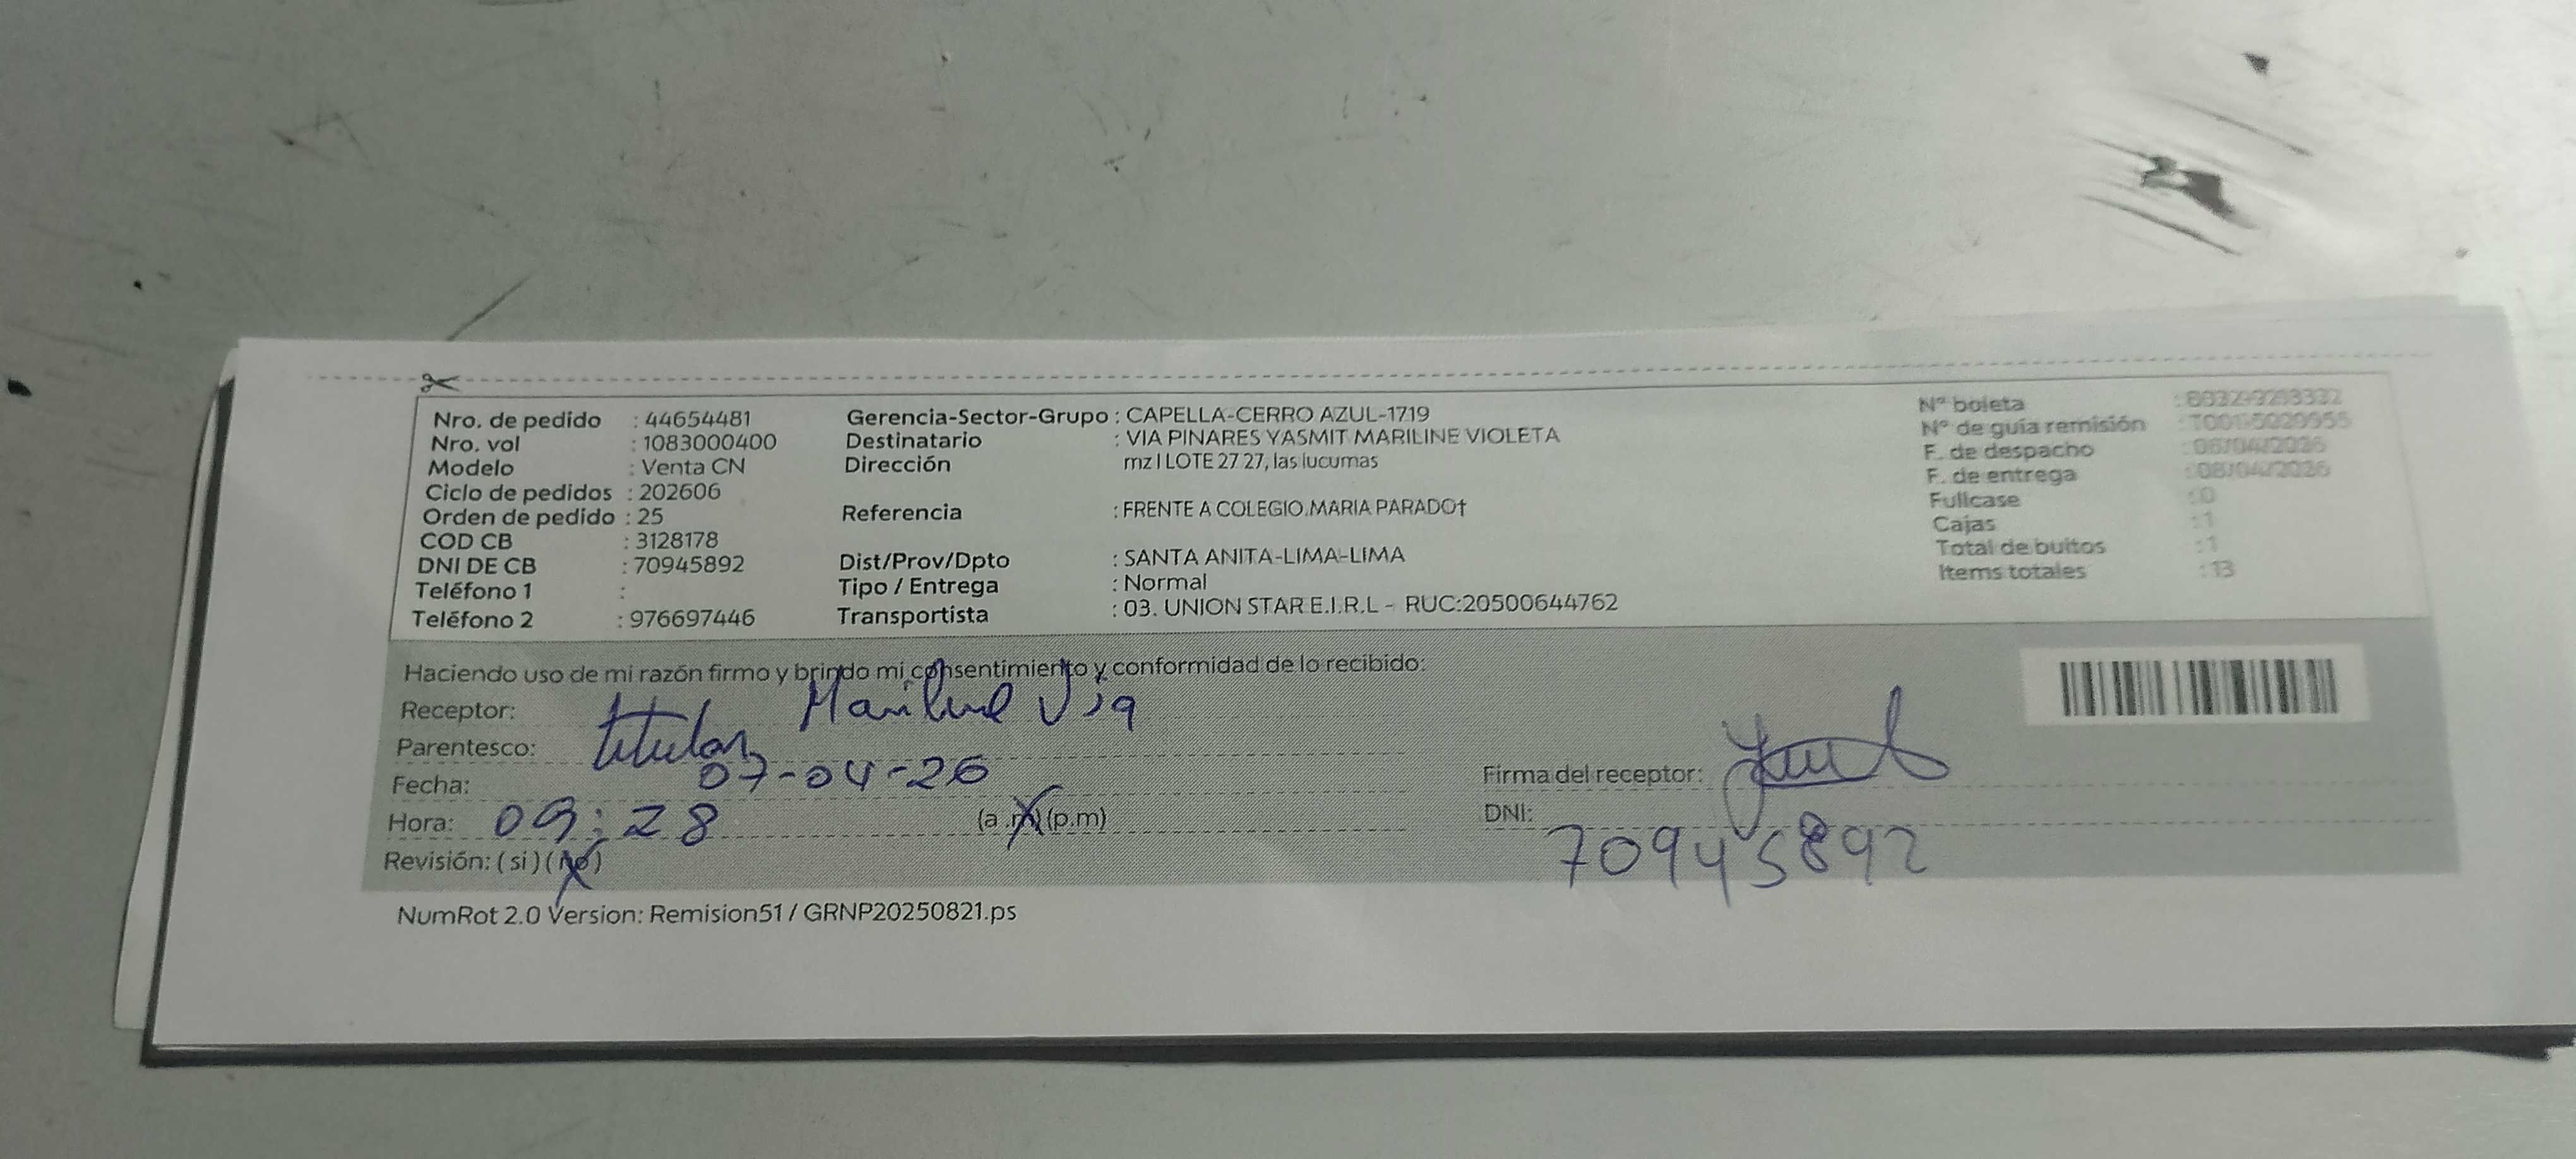 Nro. de pedido : 44654481
Nro. vol : 1083000400
Modelo : Venta CN
Ciclo de pedidos : 202606
Orden de pedido : 25
COD CB : 3128178
DNI DE CB : 70945892
Teléfono 1 :
Teléfono 2 : 976697446
Gerencia-Sector-Grupo : CAPELLA-CERRO AZUL-1719
Destinatario : VIA PINARES YASMIT MARILINE VIOLETA
Dirección mz I LOTE 27 27, las lucumas
Referencia : FRENTE A COLEGIO.MARIA PARADO†
Dist/Prov/Dpto : SANTA ANITA-LIMA-LIMA
Tipo / Entrega : Normal
Transportista : 03. UNION STAR E.I.R.L - RUC:20500644762
N° boleta
N° de guía remisión
F. de despacho
F. de entrega
Fullcase : 0
Cajas : 1
Total de bultos : 1
Items totales : 13
Haciendo uso de mi razón firmo y brindo mi consentimiento y conformidad de lo recibido:
Receptor: Mariline Via
Parentesco: titular
Fecha: 07-04-26
Hora: 09:28 (a.m)(p.m)
Revisión: (si)(no)
Firma del receptor:
DNI: 70945892
NumRot 2.0 Version: Remision51 / GRNP20250821.ps